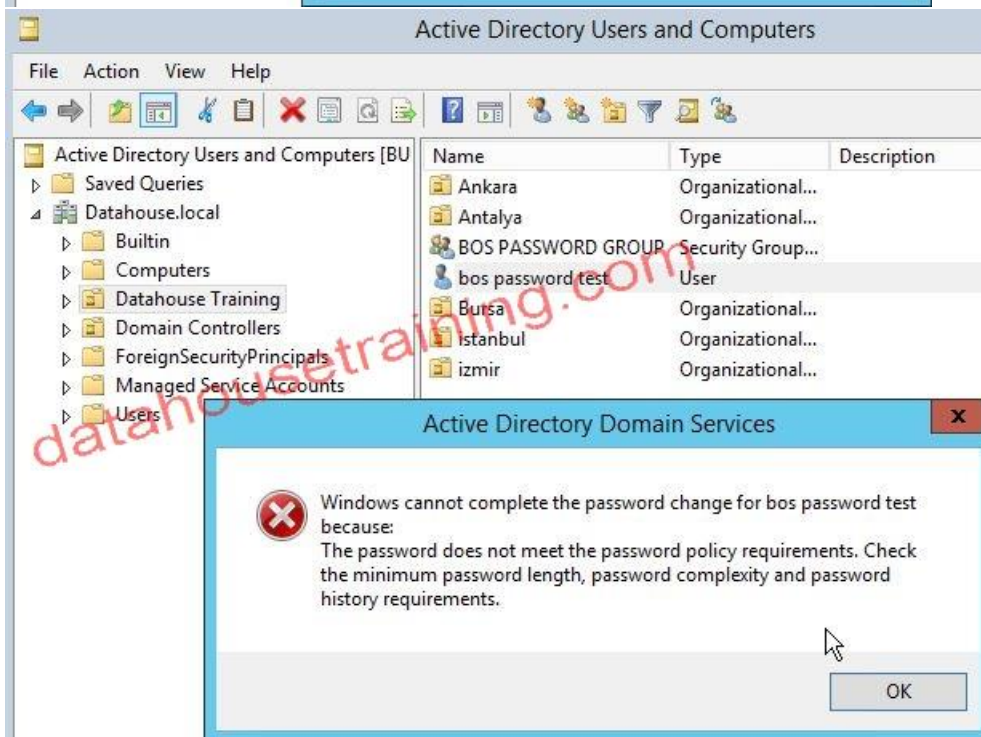 Active Directory Users and Computers
File Action View Help
Active Directory Users and Computers [BU
Saved Queries
Datahouse.local
Builtin
Computers
Datahouse Training
Domain Controllers
ForeignSecurityPrincipals
Managed Service Accounts
Users
Name Type Description
Ankara Organizational...
Antalya Organizational...
BOS PASSWORD GROUP Security Group...
bos password test User
Bursa Organizational...
istanbul Organizational...
izmir Organizational...
datahousetraining.com
Active Directory Domain Services
x
Windows cannot complete the password change for bos password test
because:
The password does not meet the password policy requirements. Check
the minimum password length, password complexity and password
history requirements.
OK